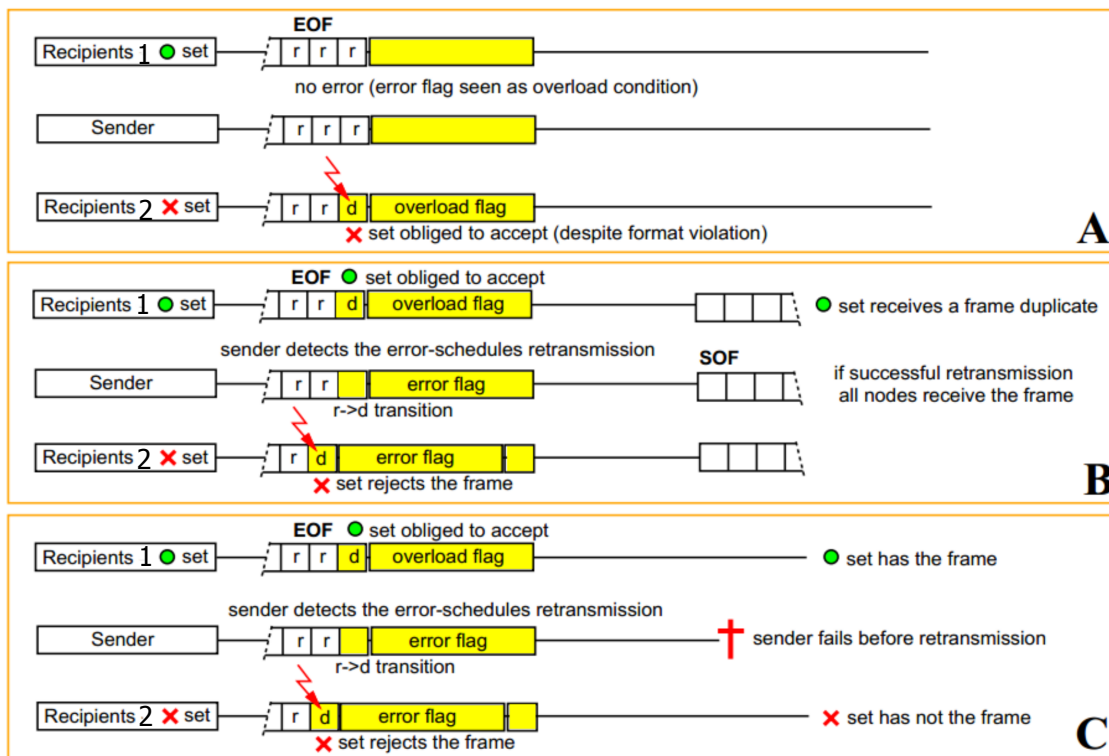 EOF
Recipients 1 set
r r r
no error (error flag seen as overload condition)
Sender
r r r
Recipients 2 set
r r d overload flag
set obliged to accept (despite format violation)
A
EOF set obliged to accept
Recipients 1 set
r r d overload flag
set receives a frame duplicate
sender detects the error-schedules retransmission
SOF
Sender
r r error flag
if successful retransmission
all nodes receive the frame
r->d transition
Recipients 2 set
r d error flag
set rejects the frame
B
EOF set obliged to accept
Recipients 1 set
r r d overload flag
set has the frame
sender detects the error-schedules retransmission
Sender
r r error flag
sender fails before retransmission
r->d transition
Recipients 2 set
r d error flag
set has not the frame
set rejects the frame
C